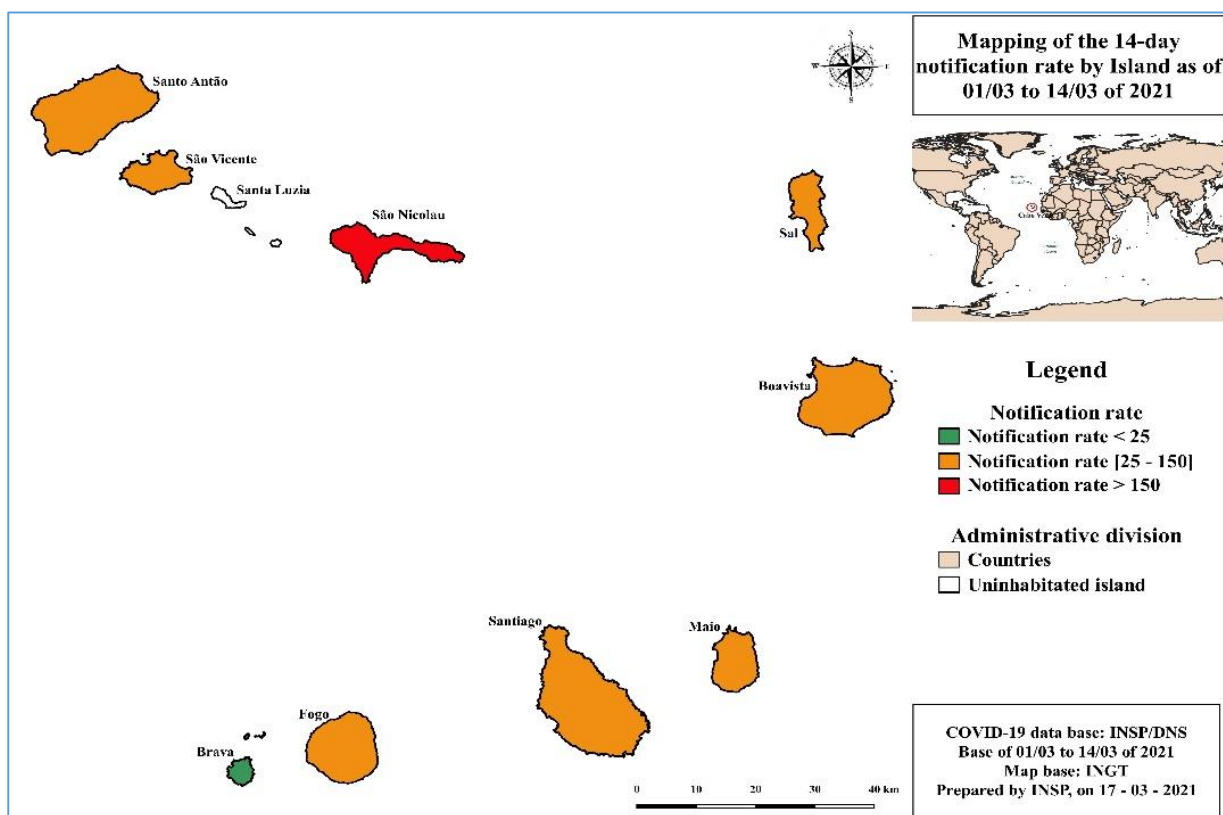 Mapping of the 14-day
notification rate by Island as of
01/03 to 14/03 of 2021
Santo Antão
São Vicente
Santa Luzia
São Nicolau
Sal
Boavista
Santiago
Maio
Fogo
Brava
N
W
E
S
Legend
Notification rate
Notification rate < 25
Notification rate [25 - 150]
Notification rate > 150
Administrative division
Countries
Uninhabitated island
0 10 20 30 40 km
COVID-19 data base: INSP/DNS
Base of 01/03 to 14/03 of 2021
Map base: INGT
Prepared by INSP, on 17 - 03 - 2021